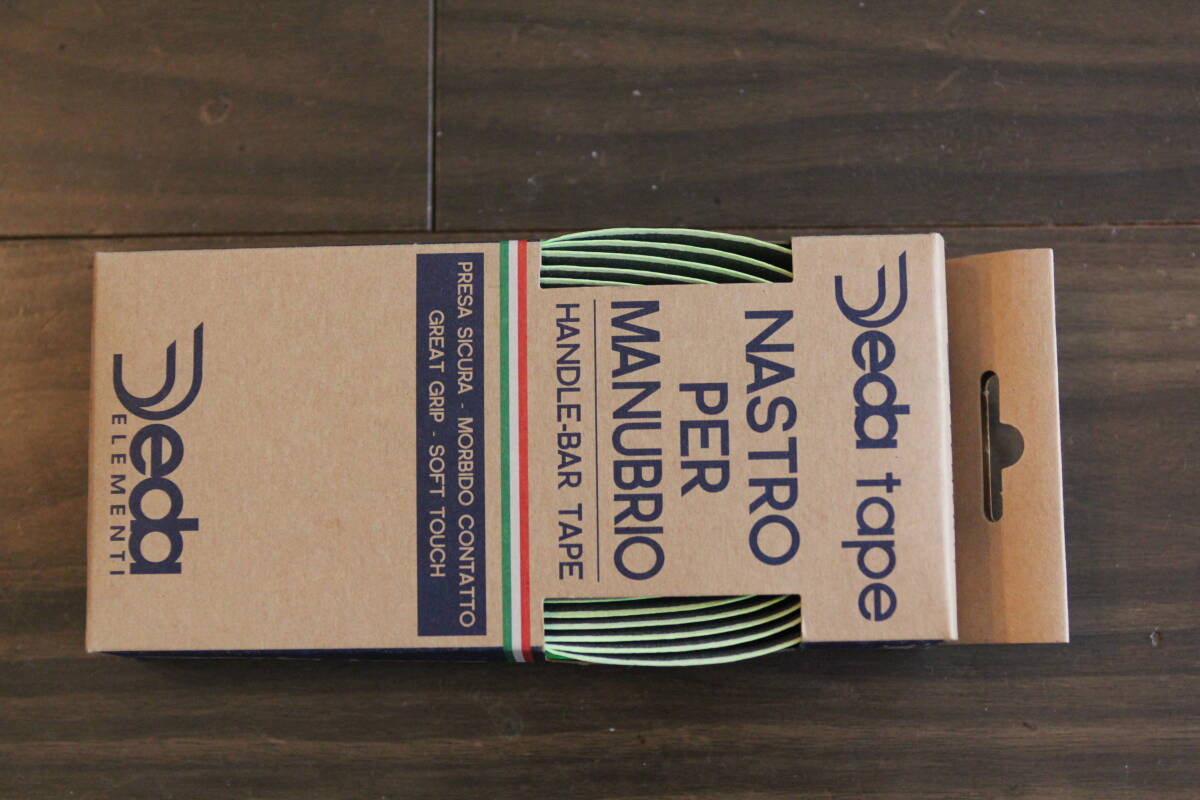 Deda tape
NASTRO
PER
MANUBRIO
HANDLE-BAR TAPE
PRESA SICURA - MORBIDO CONTATTO
GREAT GRIP - SOFT TOUCH
Deda
ELEMENTI